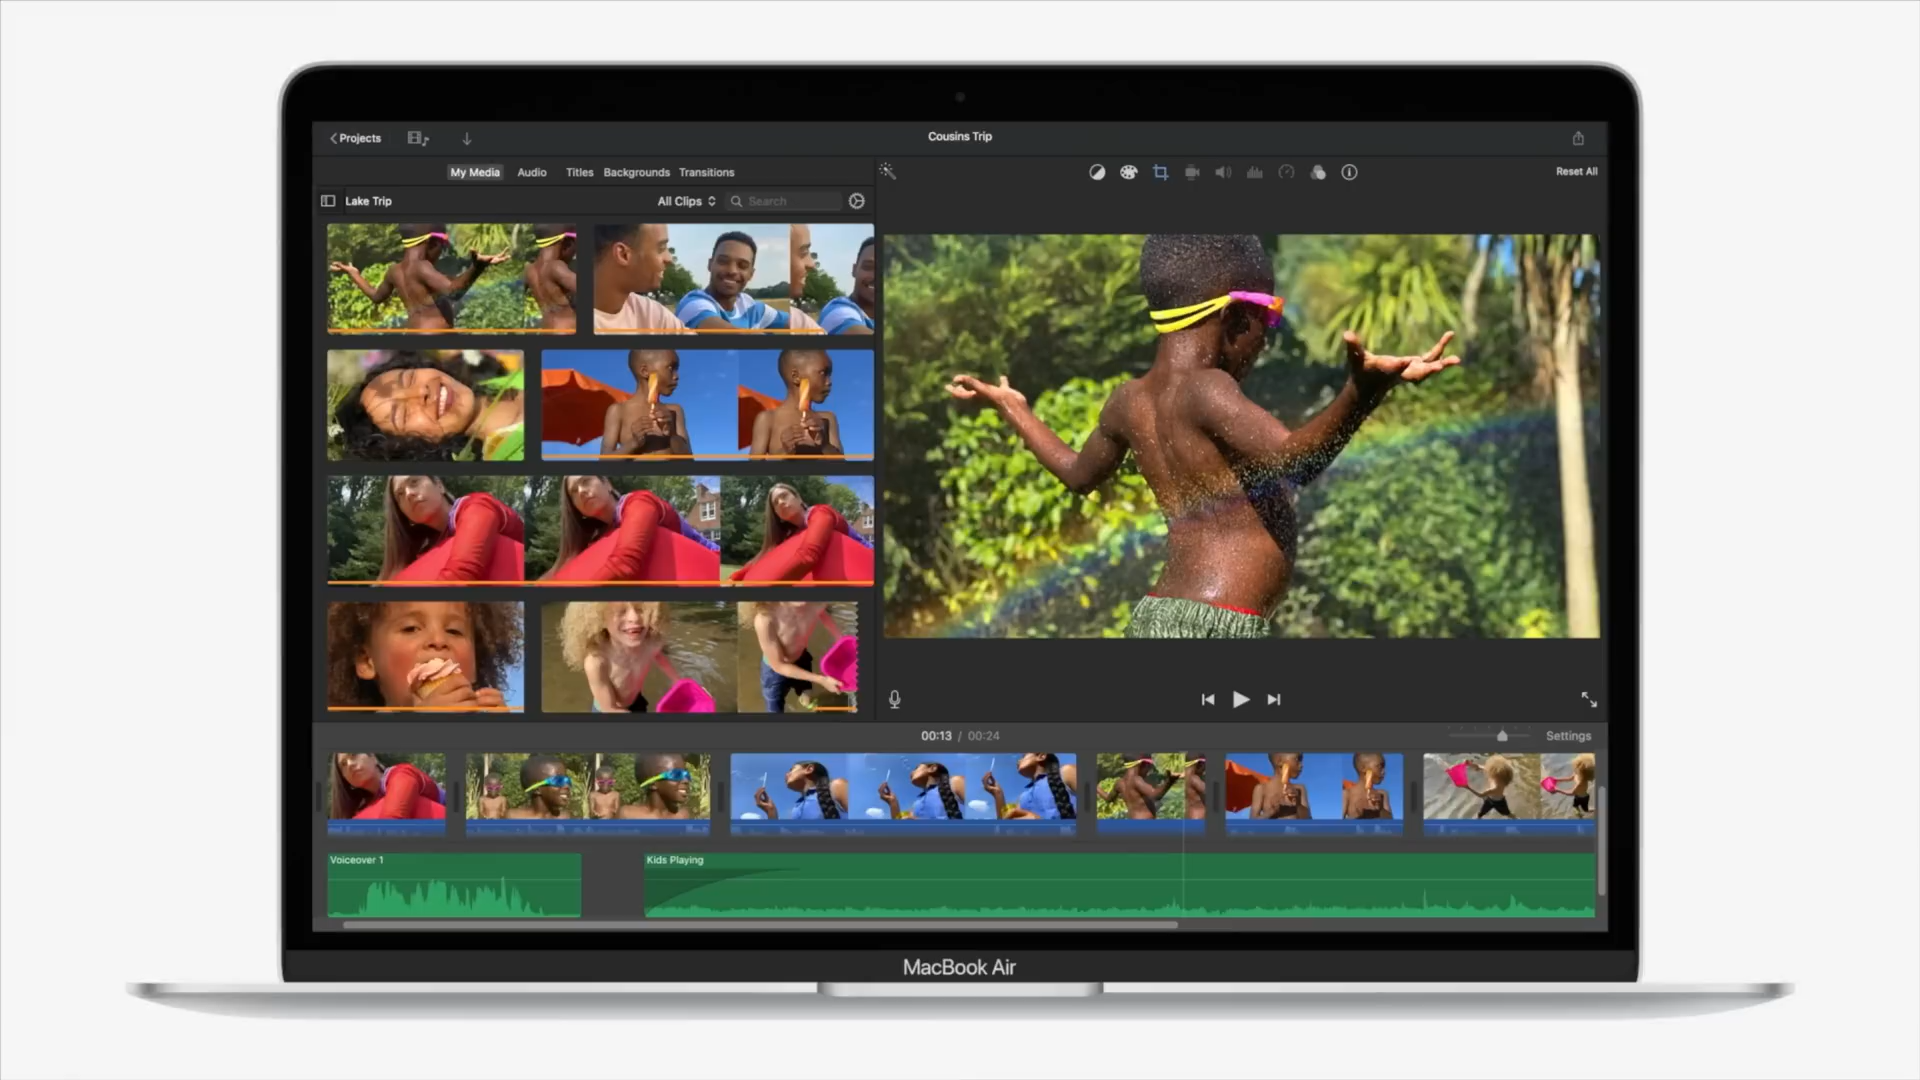 Projects
Cousins Trip
My Media Audio Titles Backgrounds Transitions
Reset All
Lake Trip All Clips Search
00:13 / 00:24
Settings
Voiceover 1
Kids Playing
MacBook Air